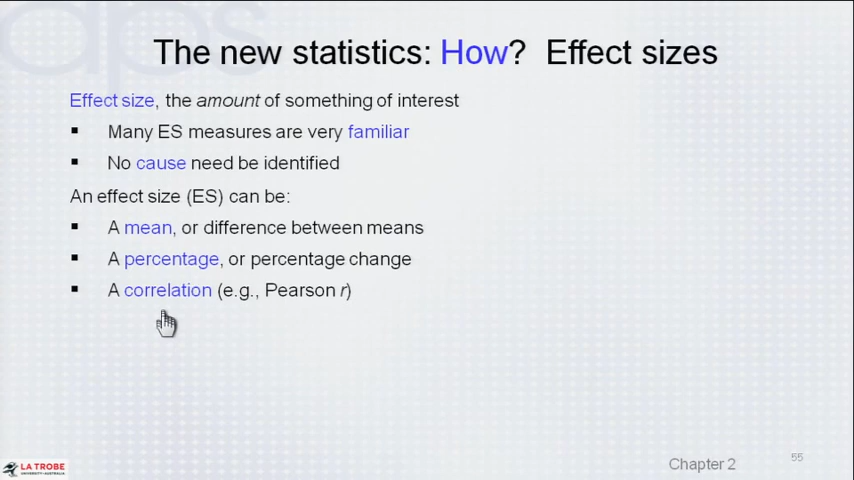 The new statistics: How? Effect sizes
Effect size, the amount of something of interest
▪ Many ES measures are very familiar
▪ No cause need be identified
An effect size (ES) can be:
▪ A mean, or difference between means
▪ A percentage, or percentage change
▪ A correlation (e.g., Pearson r)
LA TROBE
UNIVERSITY AUSTRALIA
Chapter 2
55
aps